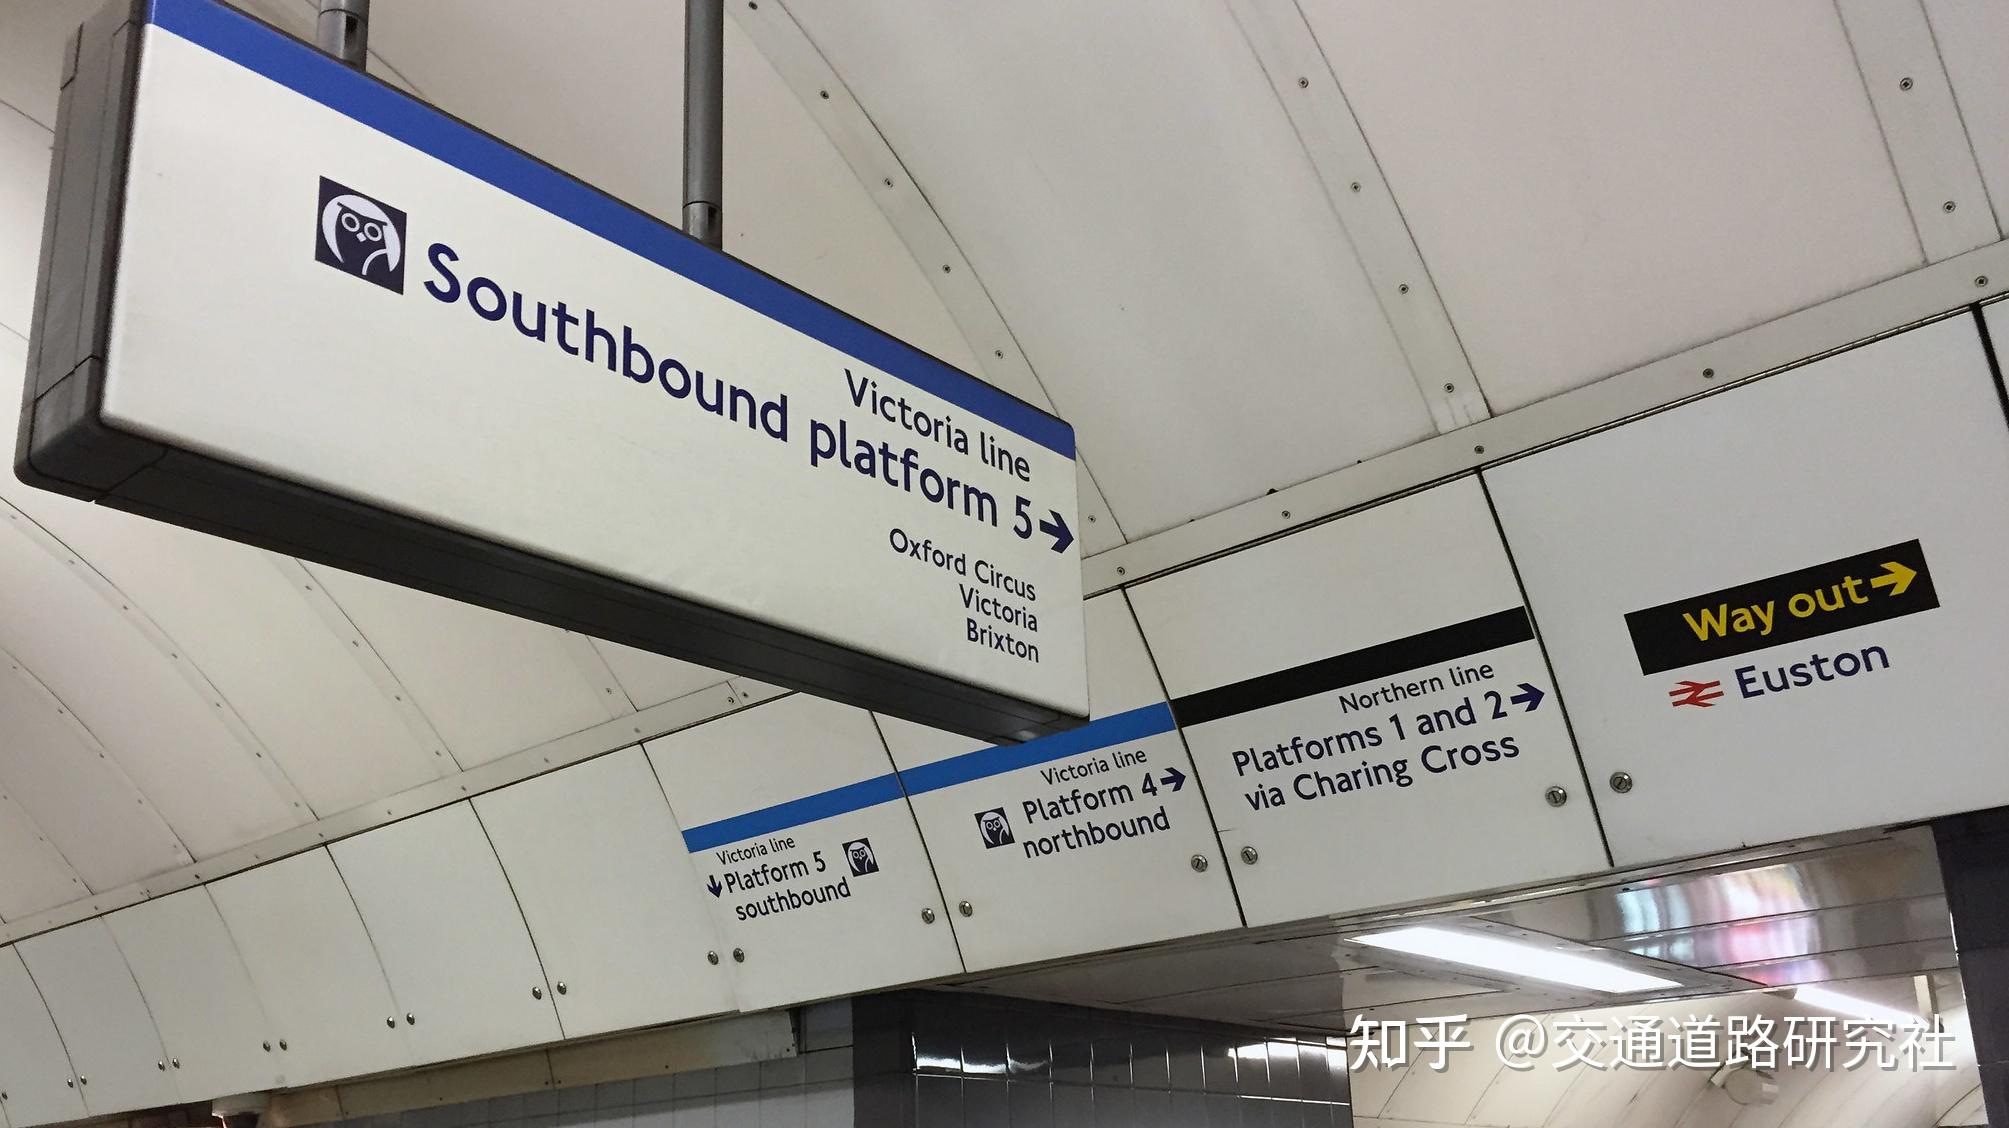 Victoria line
Southbound platform 5→
Oxford Circus
Victoria
Brixton
Victoria line
↓Platform 5
southbound
Victoria line
Platform 4→
northbound
Northern line
Platforms 1 and 2→
via Charing Cross
Way out→
Euston
知乎 @交通道路研究社